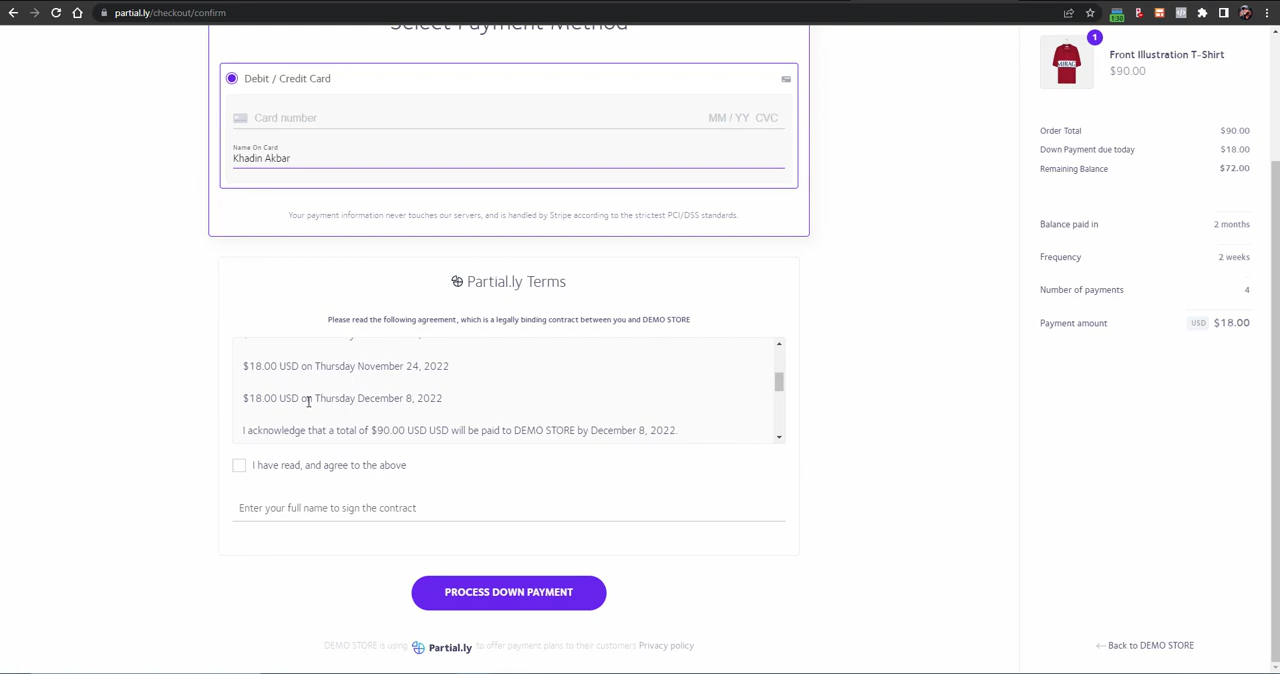 partial.ly/checkout/confirm
Select Payment Method
Debit / Credit Card
Card number MM / YY CVC
Name On Card
Khadin Akbar
Your payment information never touches our servers, and is handled by Stripe according to the strictest PCI/DSS standards.
Partial.ly Terms
Please read the following agreement, which is a legally binding contract between you and DEMO STORE
$18.00 USD on Thursday November 24, 2022
$18.00 USD on Thursday December 8, 2022
I acknowledge that a total of $90.00 USD USD will be paid to DEMO STORE by December 8, 2022.
I have read, and agree to the above
Enter your full name to sign the contract
PROCESS DOWN PAYMENT
DEMO STORE is using Partial.ly to offer payment plans to their customers Privacy policy
1
MIRAGE
Front Illustration T-Shirt
$90.00
Order Total $90.00
Down Payment due today $18.00
Remaining Balance $72.00
Balance paid in 2 months
Frequency 2 weeks
Number of payments 4
Payment amount USD $18.00
← Back to DEMO STORE